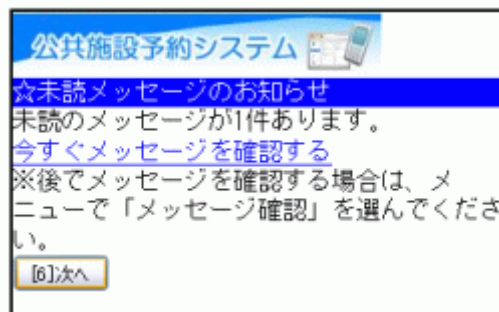 公共施設予約システム
☆未読メッセージのお知らせ
未読のメッセージが1件あります。
今すぐメッセージを確認する
※後でメッセージを確認する場合は、メ
ニューで「メッセージ確認」を選んでくださ
い。
[6]次へ